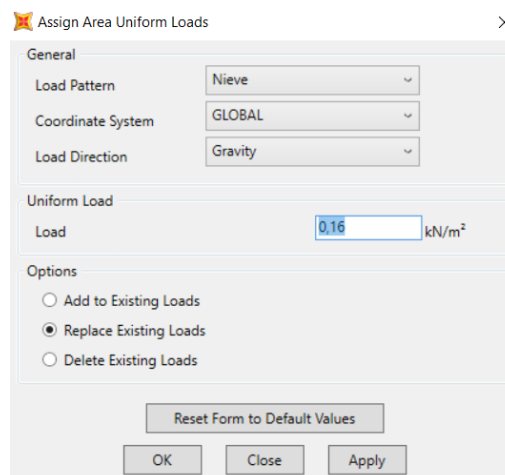 Assign Area Uniform Loads
General
Load Pattern Nieve
Coordinate System GLOBAL
Load Direction Gravity
Uniform Load
Load 0,16 kN/m²
Options
Add to Existing Loads
Replace Existing Loads
Delete Existing Loads
Reset Form to Default Values
OK Close Apply